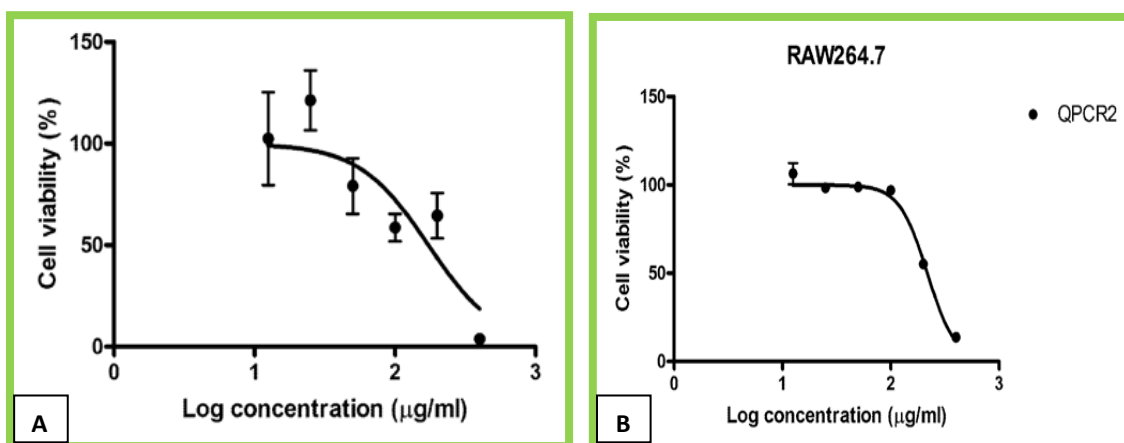 150
100
50
0
0
1
2
3
Cell viability (%)
Log concentration (μg/ml)
A
RAW264.7
150
100
50
0
0
1
2
3
Cell viability (%)
Log concentration (μg/ml)
QPCR2
B